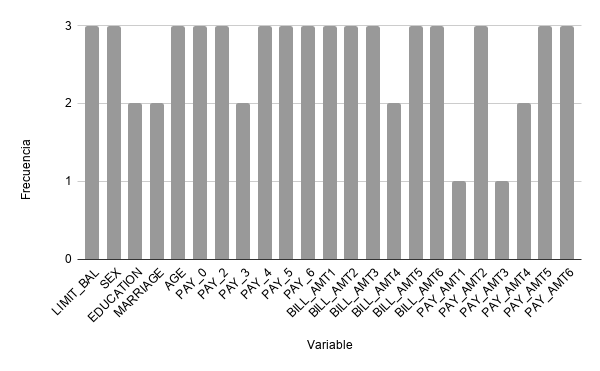 3
2
1
0
Frecuencia
LIMIT_BAL
SEX
EDUCATION
MARRIAGE
AGE
PAY_0
PAY_2
PAY_3
PAY_4
PAY_5
PAY_6
BILL_AMT1
BILL_AMT2
BILL_AMT3
BILL_AMT4
BILL_AMT5
BILL_AMT6
PAY_AMT1
PAY_AMT2
PAY_AMT3
PAY_AMT4
PAY_AMT5
PAY_AMT6
Variable